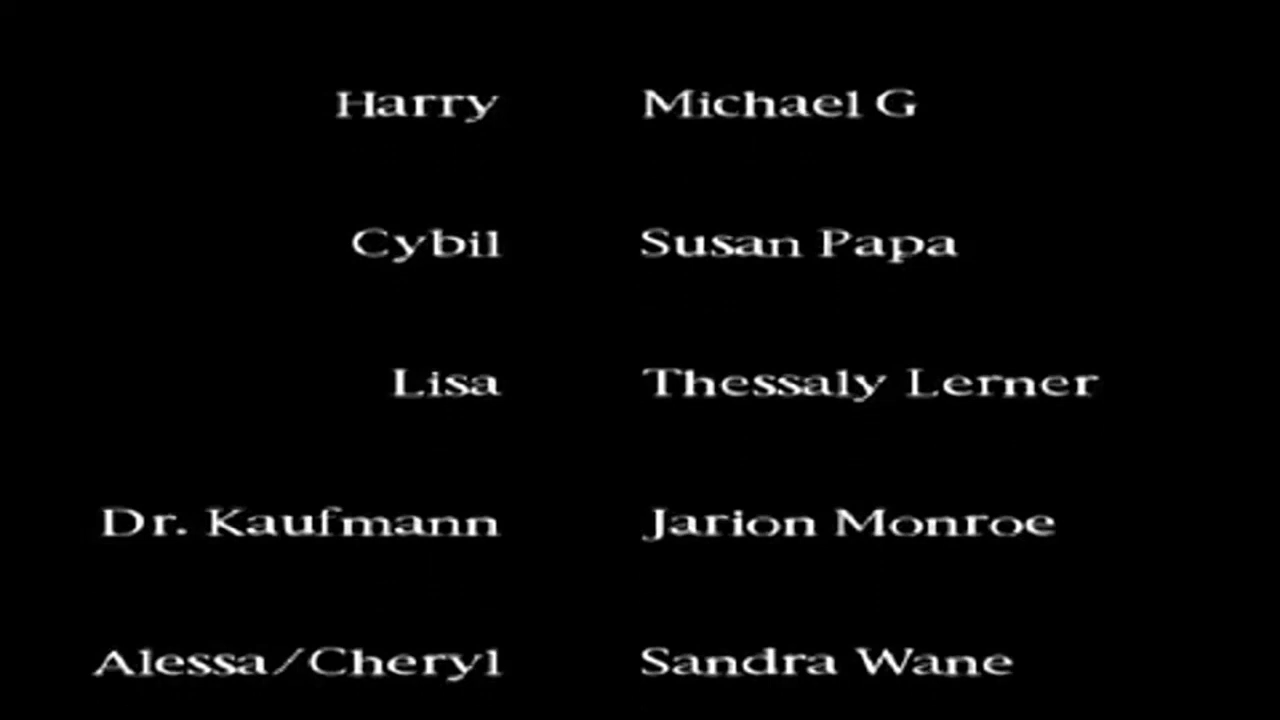 Harry Michael G
Cybil Susan Papa
Lisa Thessaly Lerner
Dr. Kaufmann Jarion Monroe
Alessa/Cheryl Sandra Wane